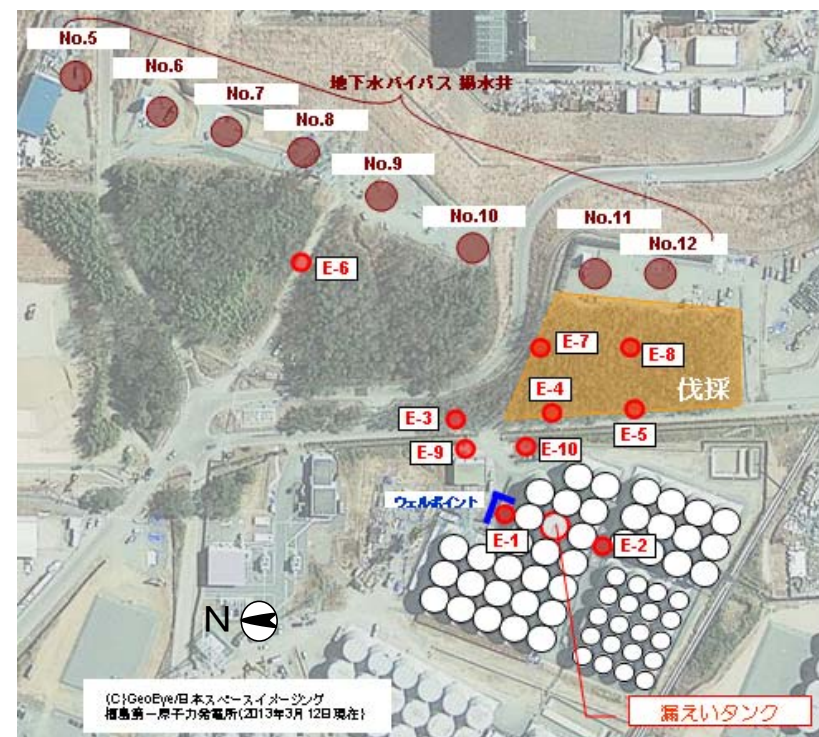 No.5
No.6
地下水バイパス 揚水井
No.7
No.8
No.9
No.10
No.11
No.12
E-6
E-7
E-8
伐採
E-4
E-3
E-5
E-9
E-10
ウェルポイント
E-1
E-2
N
(C)GeoEye/日本スペースイメージング
福島第一原子力発電所(2013年3月12日現在)
漏えいタンク